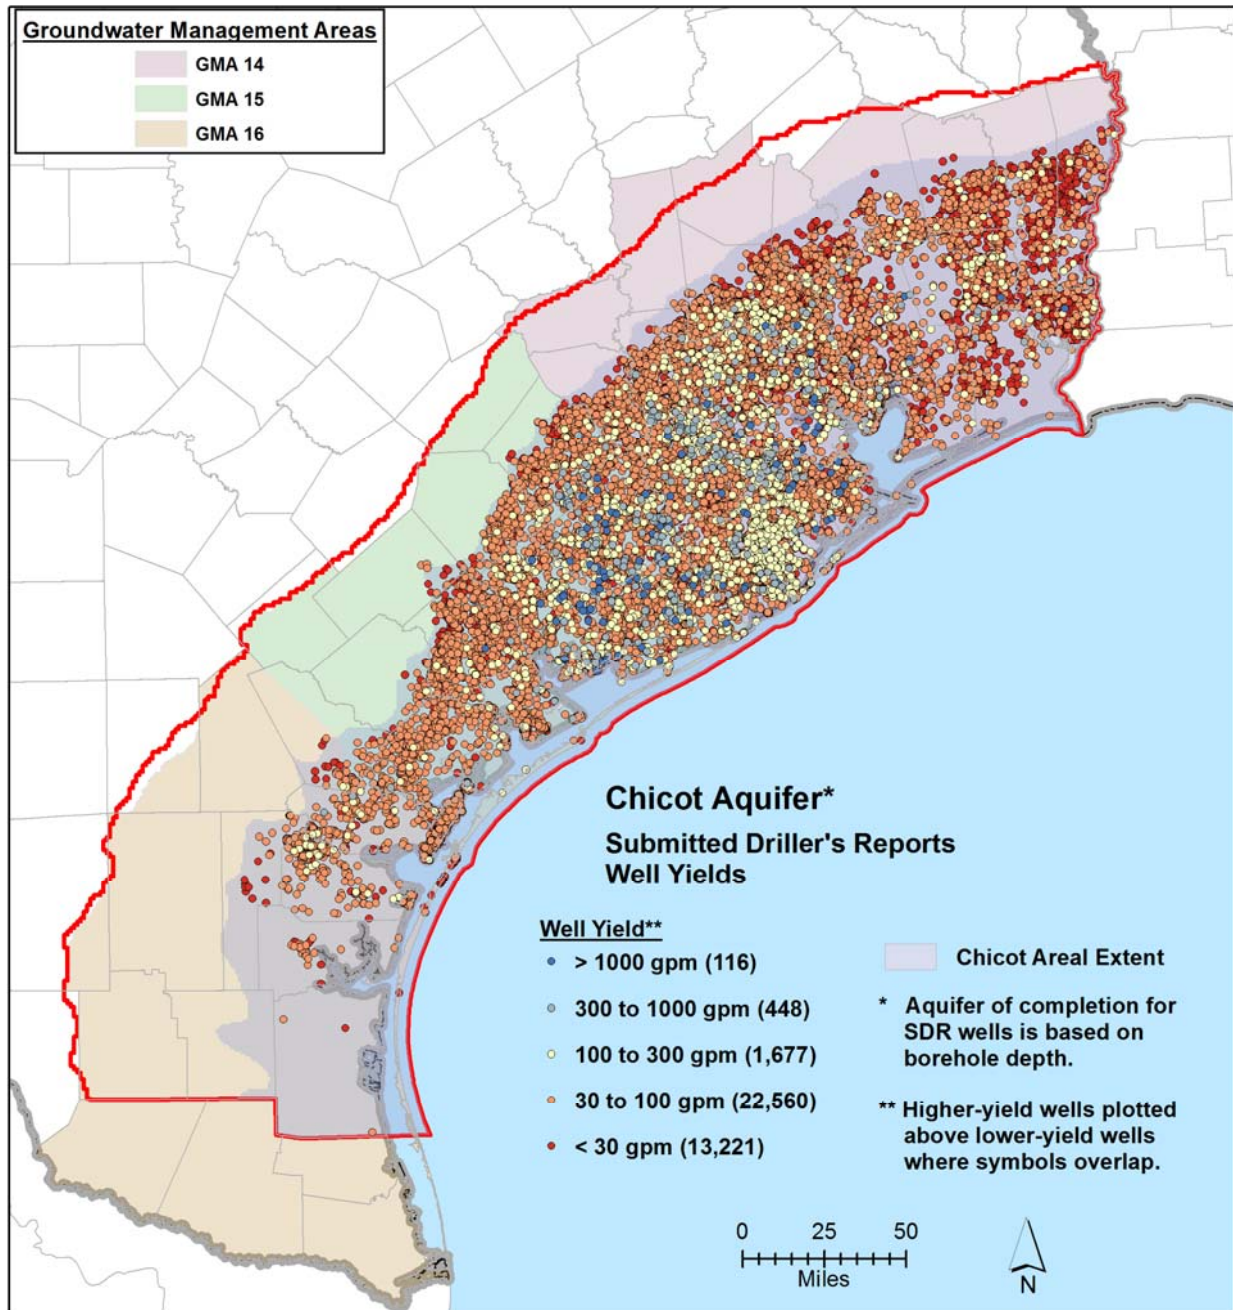 Groundwater Management Areas
GMA 14
GMA 15
GMA 16
Chicot Aquifer*
Submitted Driller's Reports
Well Yields
Well Yield**
> 1000 gpm (116)
300 to 1000 gpm (448)
100 to 300 gpm (1,677)
30 to 100 gpm (22,560)
< 30 gpm (13,221)
Chicot Areal Extent
* Aquifer of completion for
SDR wells is based on
borehole depth.
** Higher-yield wells plotted
above lower-yield wells
where symbols overlap.
0 25 50
Miles
N